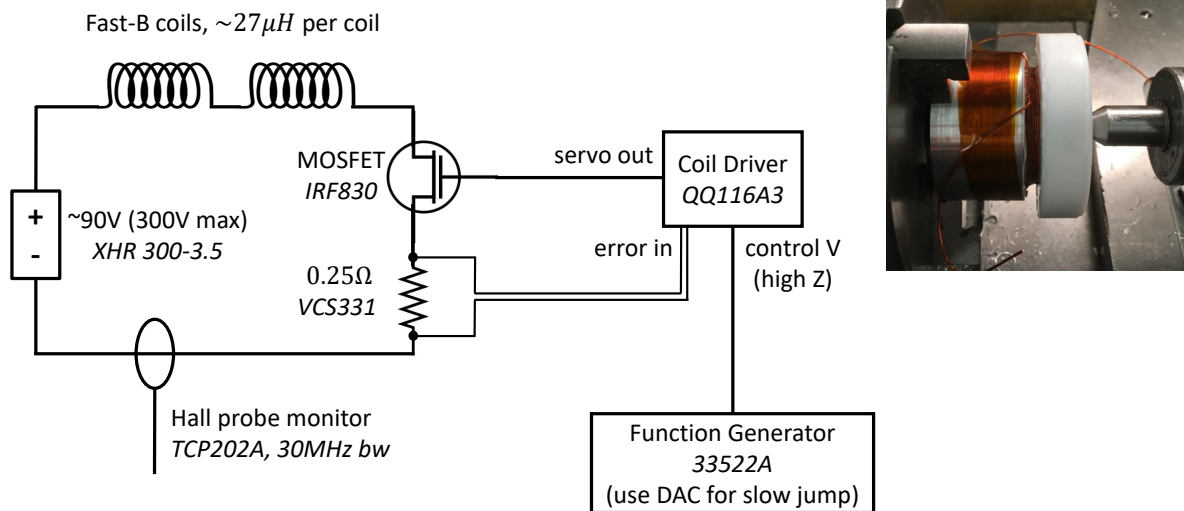 Fast-B coils, ~27μH per coil
MOSFET
IRF830
servo out
Coil Driver
QQ116A3
+
-
~90V (300V max)
XHR 300-3.5
error in
control V
(high Z)
0.25Ω
VCS331
Hall probe monitor
TCP202A, 30MHz bw
Function Generator
33522A
(use DAC for slow jump)